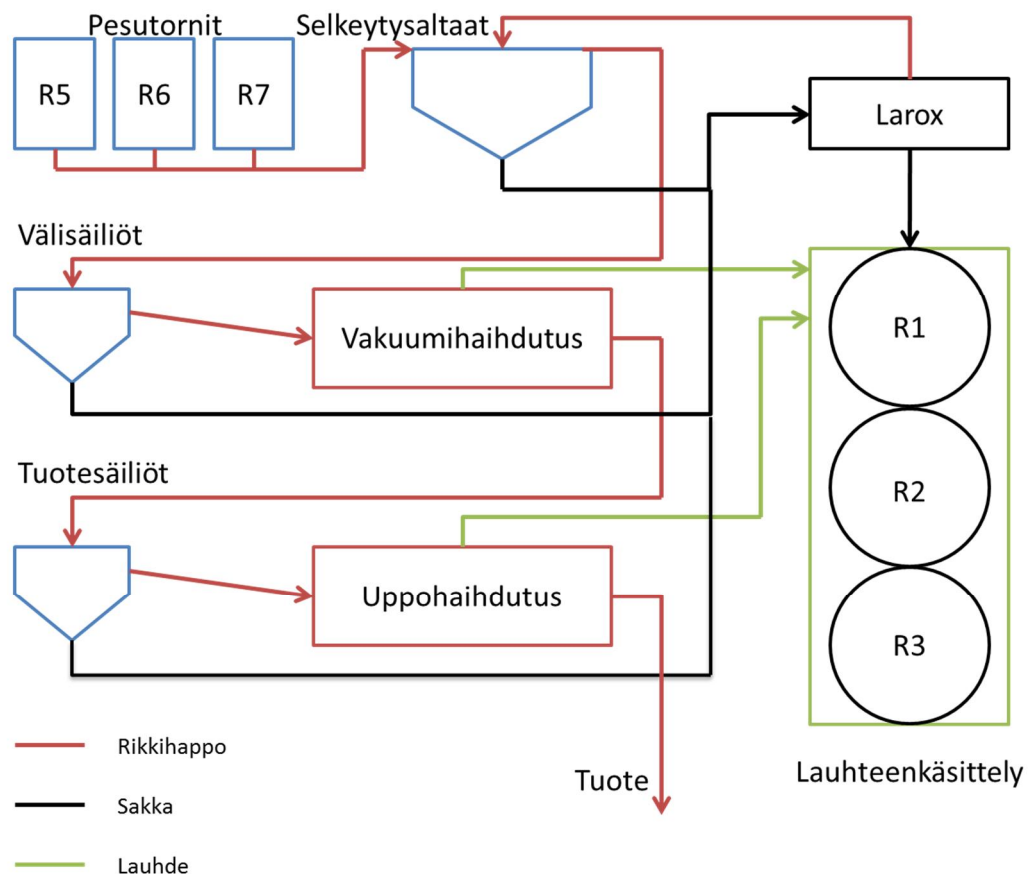 Pesutornit
Selkeytysaltaat
R5
R6
R7
Larox
Välisäiliöt
Vakuumihaihdutus
R1
Tuotesäiliöt
R2
Uppohaihdutus
R3
Rikkihappo
Tuote
Lauhteenkäsittely
Sakka
Lauhde